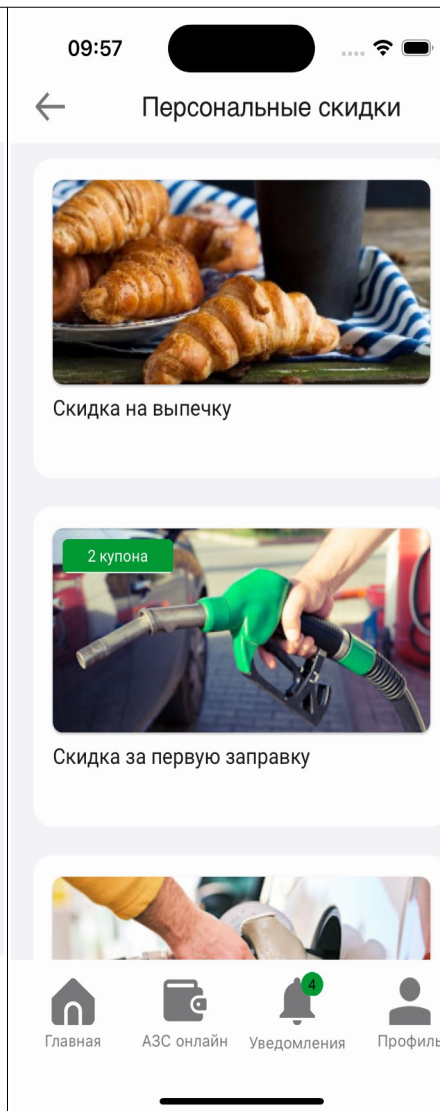 09:57
Персональные скидки
Скидка на выпечку
2 купона
Скидка за первую заправку
4
Главная
АЗС онлайн
Уведомления
Профиль